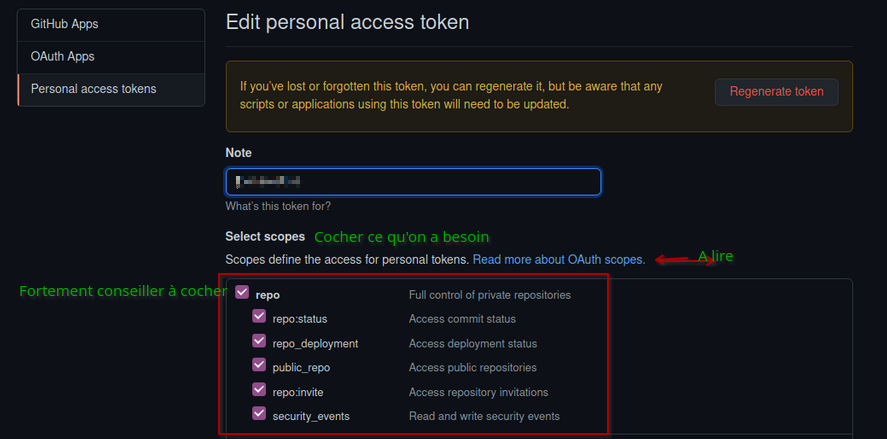 GitHub Apps
OAuth Apps
Personal access tokens
Edit personal access token
If you've lost or forgotten this token, you can regenerate it, but be aware that any
scripts or applications using this token will need to be updated.
Regenerate token
Note
What's this token for?
Select scopes Cocher ce qu'on a besoin
Scopes define the access for personal tokens. Read more about OAuth scopes. A lire
Fortement conseiller à cocher
repo Full control of private repositories
repo:status Access commit status
repo_deployment Access deployment status
public_repo Access public repositories
repo:invite Access repository invitations
security_events Read and write security events